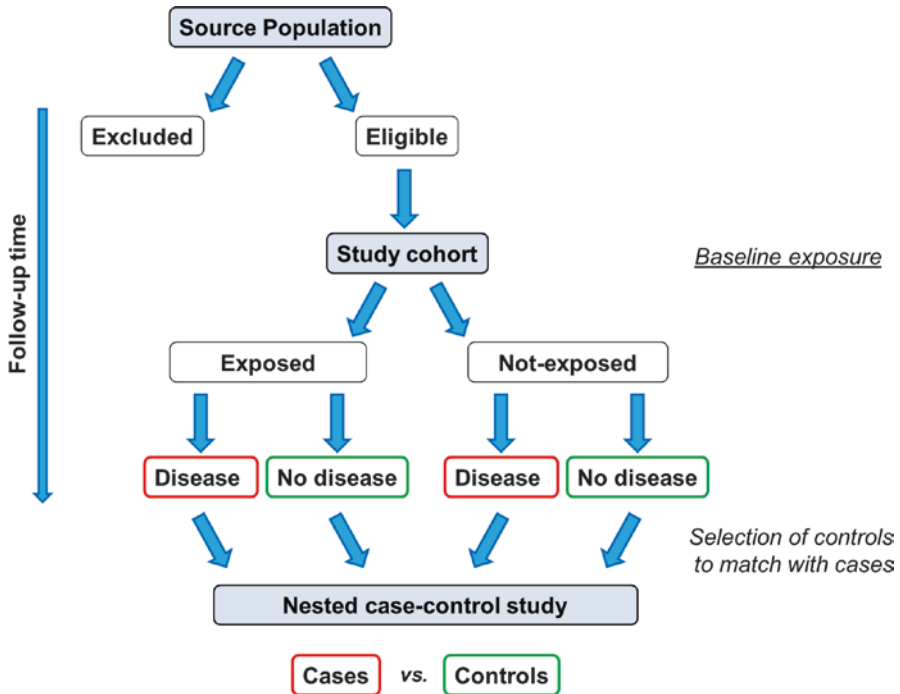 Source Population
Excluded
Eligible
Follow-up time
Study cohort
Baseline exposure
Exposed
Not-exposed
Disease
No disease
Disease
No disease
Selection of controls
to match with cases
Nested case-control study
Cases vs. Controls